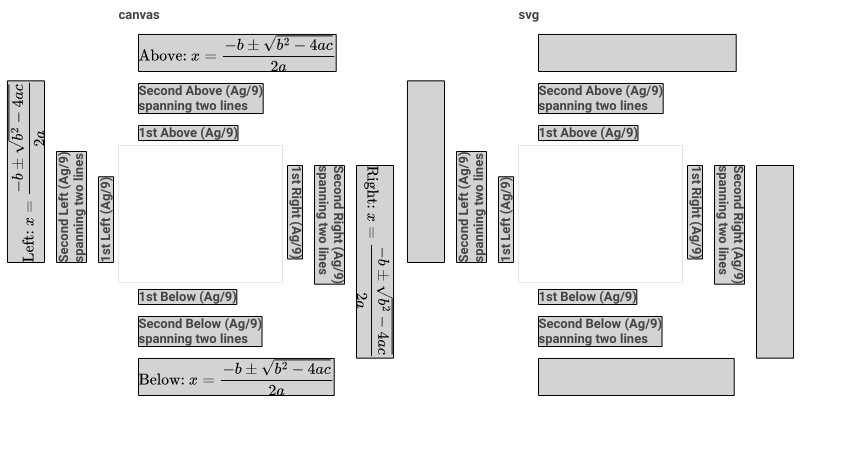 canvas
svg
Above: x = \frac{-b \pm \sqrt{b^2 - 4ac}}{2a}
Second Above (Ag/9)
spanning two lines
1st Above (Ag/9)
Left: x = \frac{-b \pm \sqrt{b^2 - 4ac}}{2a}
Second Left (Ag/9)
spanning two lines
1st Left (Ag/9)
1st Right (Ag/9)
Second Right (Ag/9)
spanning two lines
Right: x = \frac{-b \pm \sqrt{b^2 - 4ac}}{2a}
1st Below (Ag/9)
Second Below (Ag/9)
spanning two lines
Below: x = \frac{-b \pm \sqrt{b^2 - 4ac}}{2a}
Second Above (Ag/9)
spanning two lines
1st Above (Ag/9)
Second Left (Ag/9)
spanning two lines
1st Left (Ag/9)
1st Right (Ag/9)
Second Right (Ag/9)
spanning two lines
1st Below (Ag/9)
Second Below (Ag/9)
spanning two lines